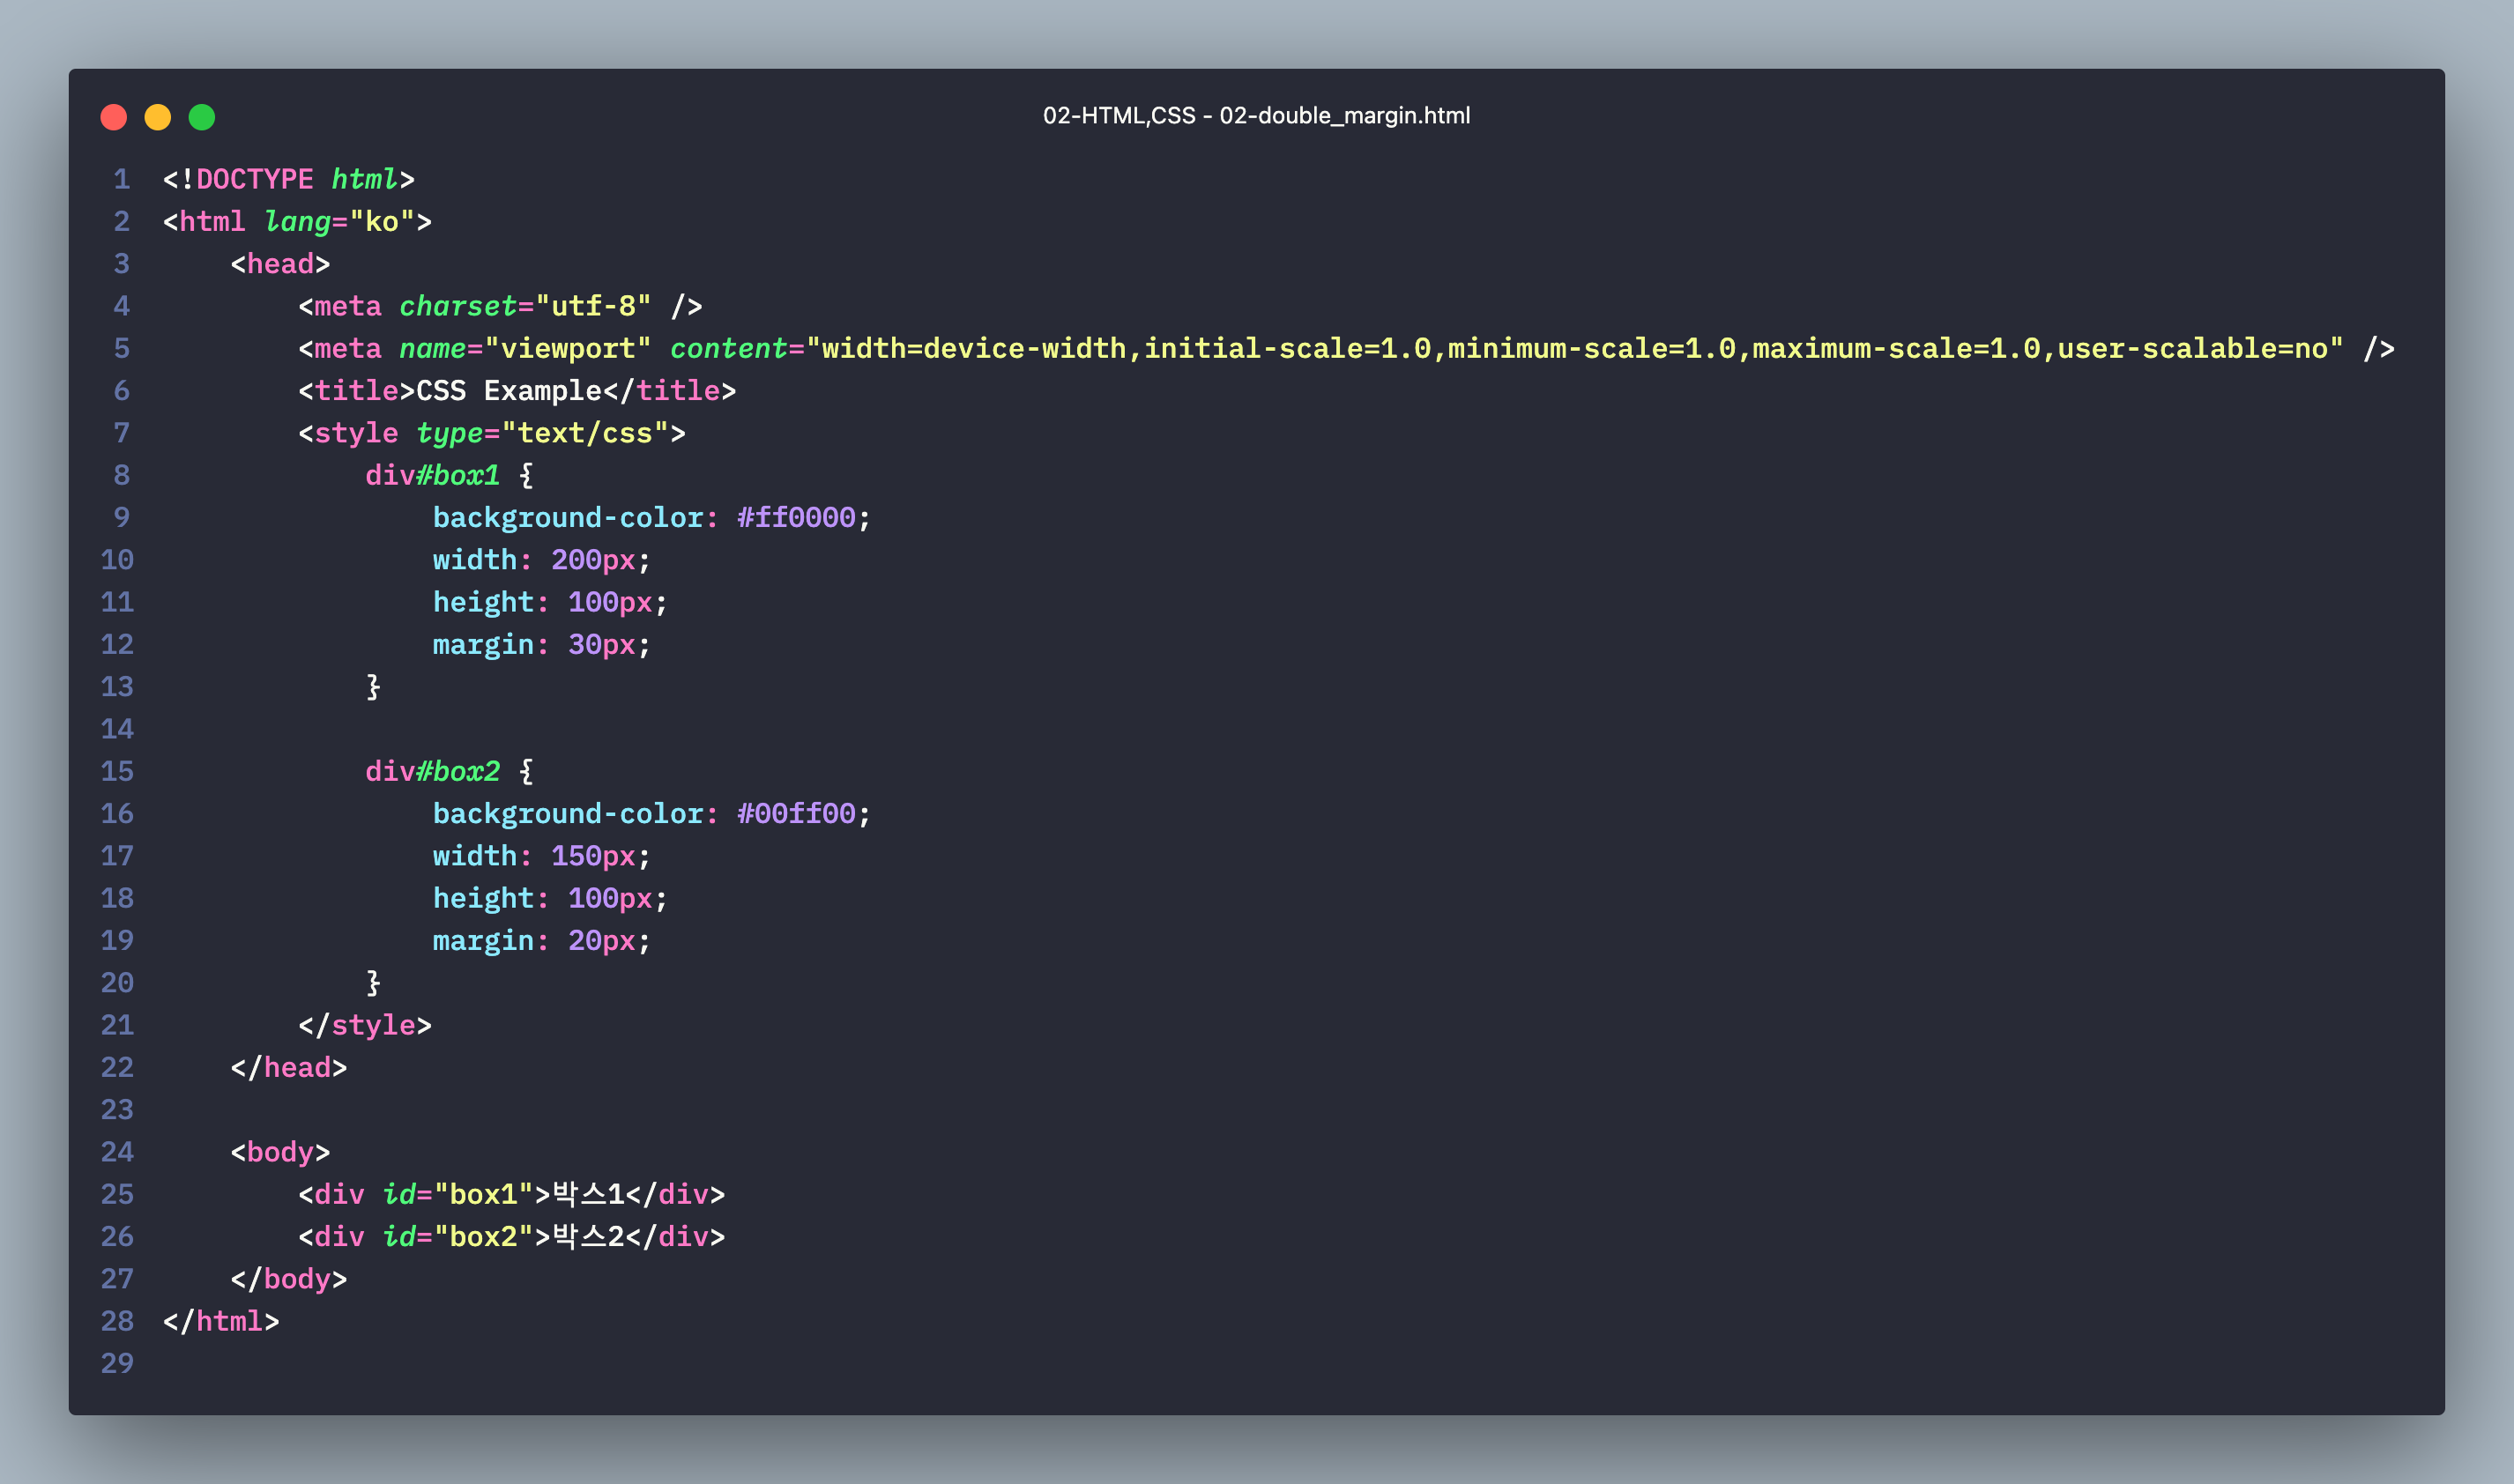 02-HTML,CSS - 02-double_margin.html
1 <!DOCTYPE html>
2 <html lang="ko">
3     <head>
4         <meta charset="utf-8" />
5         <meta name="viewport" content="width=device-width,initial-scale=1.0,minimum-scale=1.0,maximum-scale=1.0,user-scalable=no" />
6         <title>CSS Example</title>
7         <style type="text/css">
8             div#box1 {
9                 background-color: #ff0000;
10                 width: 200px;
11                 height: 100px;
12                 margin: 30px;
13             }
14
15             div#box2 {
16                 background-color: #00ff00;
17                 width: 150px;
18                 height: 100px;
19                 margin: 20px;
20             }
21         </style>
22     </head>
23
24     <body>
25         <div id="box1">박스1</div>
26         <div id="box2">박스2</div>
27     </body>
28 </html>
29